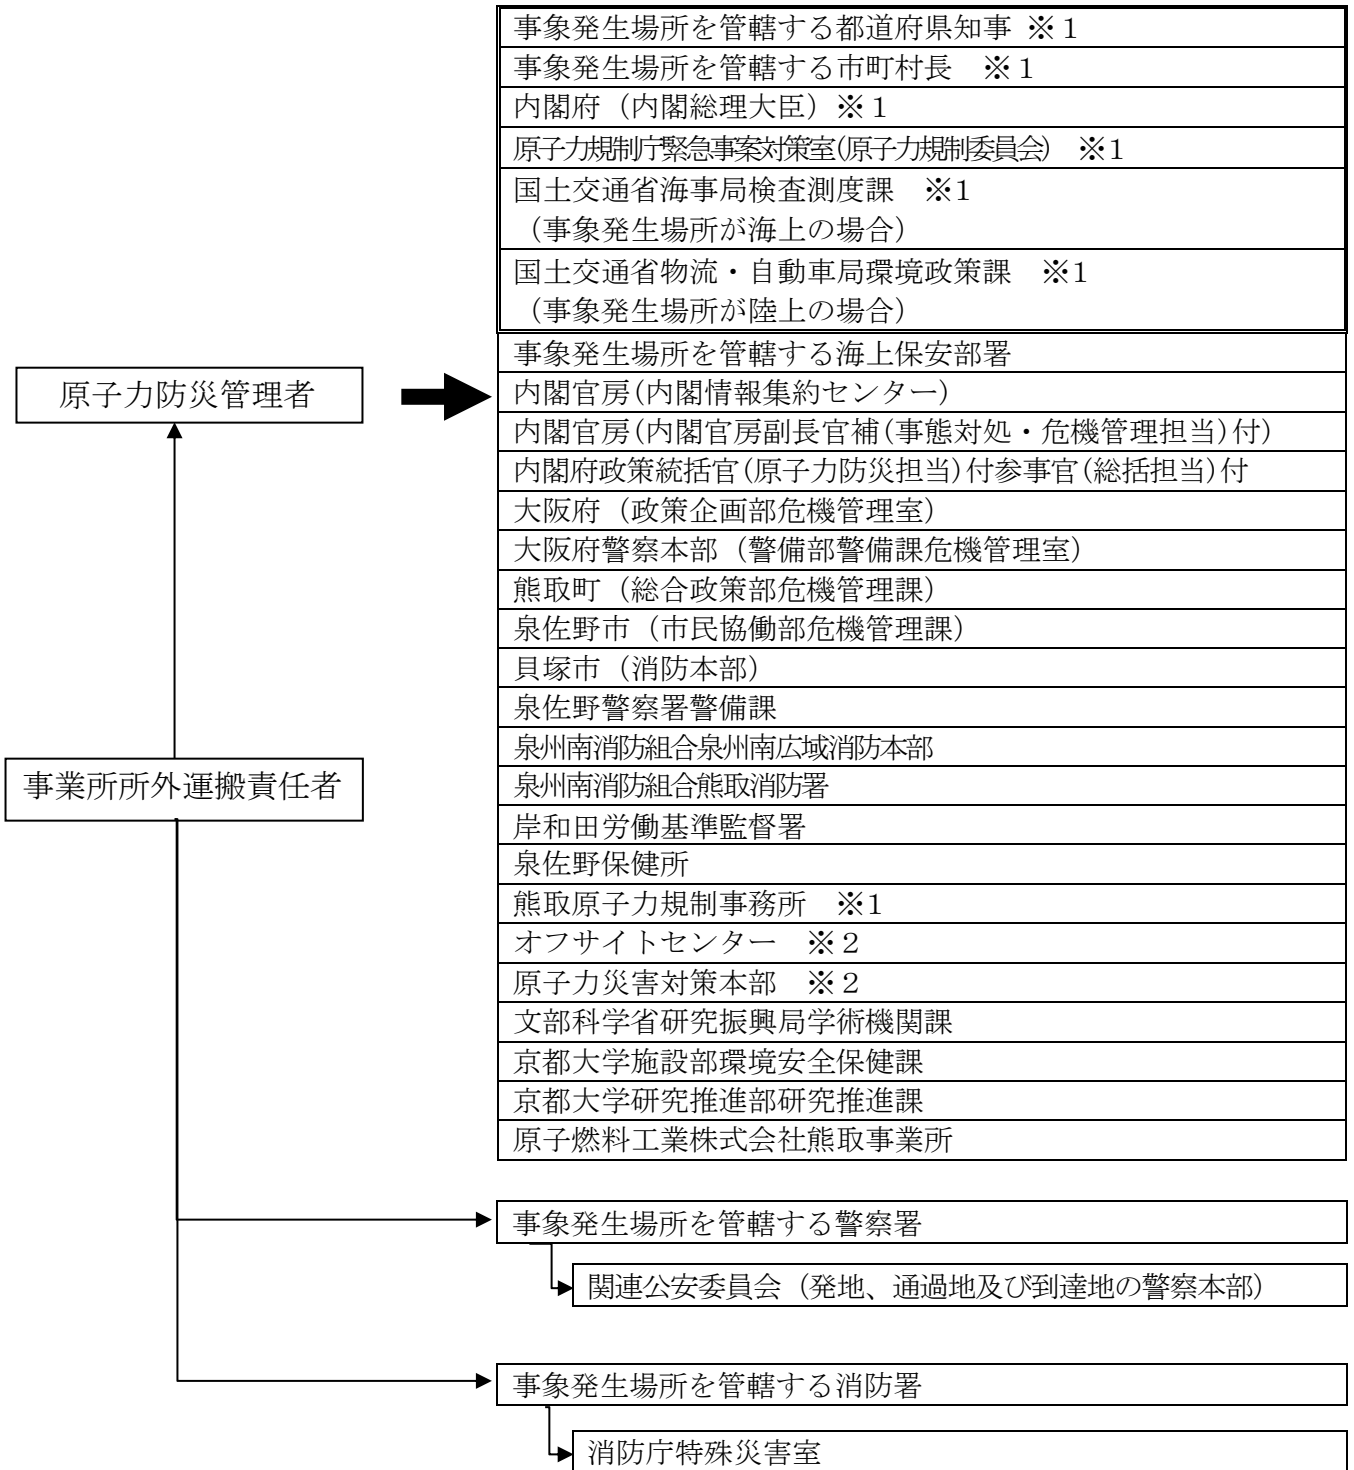 事象発生場所を管轄する都道府県知事 ※１
事象発生場所を管轄する市町村長　※１
内閣府（内閣総理大臣）※１
原子力規制庁緊急事案対策室(原子力規制委員会)　※1
国土交通省海事局検査測度課　※1
（事象発生場所が海上の場合）
国土交通省物流・自動車局環境政策課　※1
（事象発生場所が陸上の場合）
事象発生場所を管轄する海上保安部署
原子力防災管理者
内閣官房(内閣情報集約センター)
内閣官房(内閣官房副長官補(事態対処・危機管理担当)付)
内閣府政策統括官(原子力防災担当)付参事官(総括担当)付
大阪府（政策企画部危機管理室）
大阪府警察本部（警備部警備課危機管理室）
熊取町（総合政策部危機管理課）
泉佐野市（市民協働部危機管理課）
貝塚市（消防本部）
泉佐野警察署警備課
泉州南消防組合泉州南広域消防本部
事業所所外運搬責任者
泉州南消防組合熊取消防署
岸和田労働基準監督署
泉佐野保健所
熊取原子力規制事務所　※1
オフサイトセンター　※２
原子力災害対策本部　※２
文部科学省研究振興局学術機関課
京都大学施設部環境安全保健課
京都大学研究推進部研究推進課
原子燃料工業株式会社熊取事業所
事象発生場所を管轄する警察署
関連公安委員会（発地、通過地及び到達地の警察本部）
事象発生場所を管轄する消防署
消防庁特殊災害室